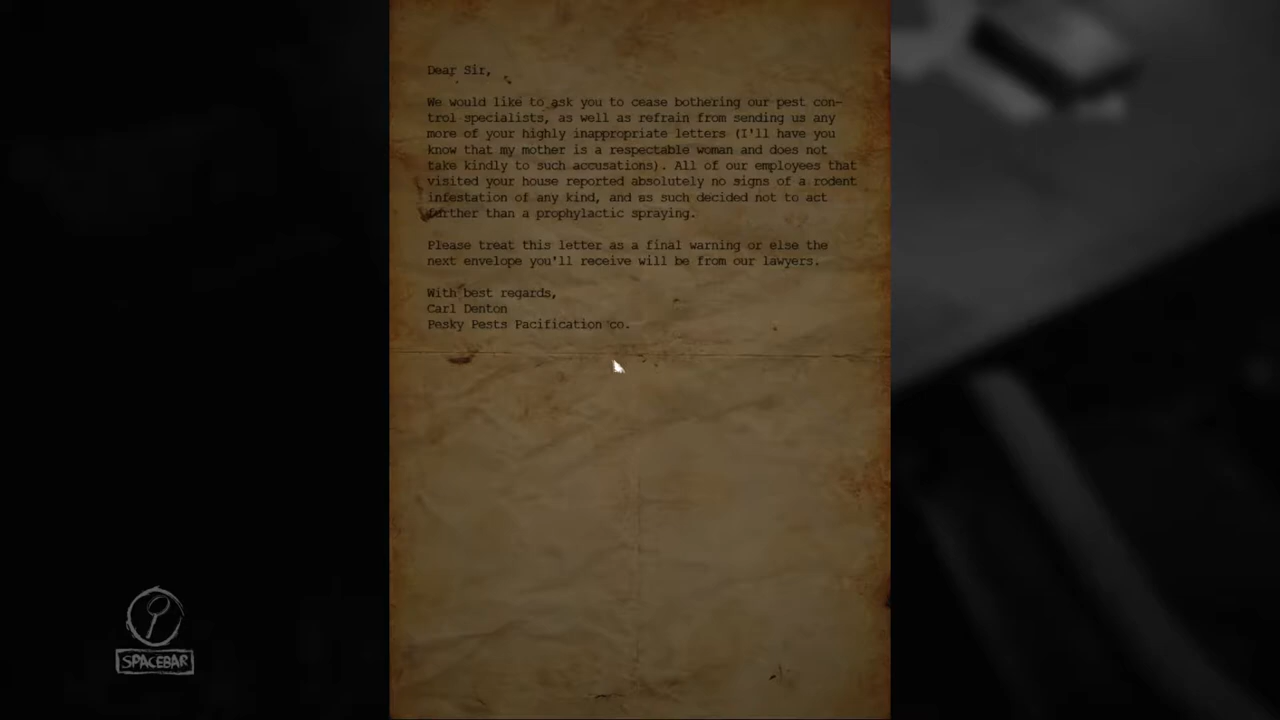 Dear Sir,
We would like to ask you to cease bothering our pest con-
trol specialists, as well as refrain from sending us any
more of your highly inappropriate letters (I'll have you
know that my mother is a respectable woman and does not
take kindly to such accusations). All of our employees that
visited your house reported absolutely no signs of a rodent
infestation of any kind, and as such decided not to act
further than a prophylactic spraying.
Please treat this letter as a final warning or else the
next envelope you'll receive will be from our lawyers.
With best regards,
Carl Denton
Pesky Pests Pacification co.
SPACEBAR